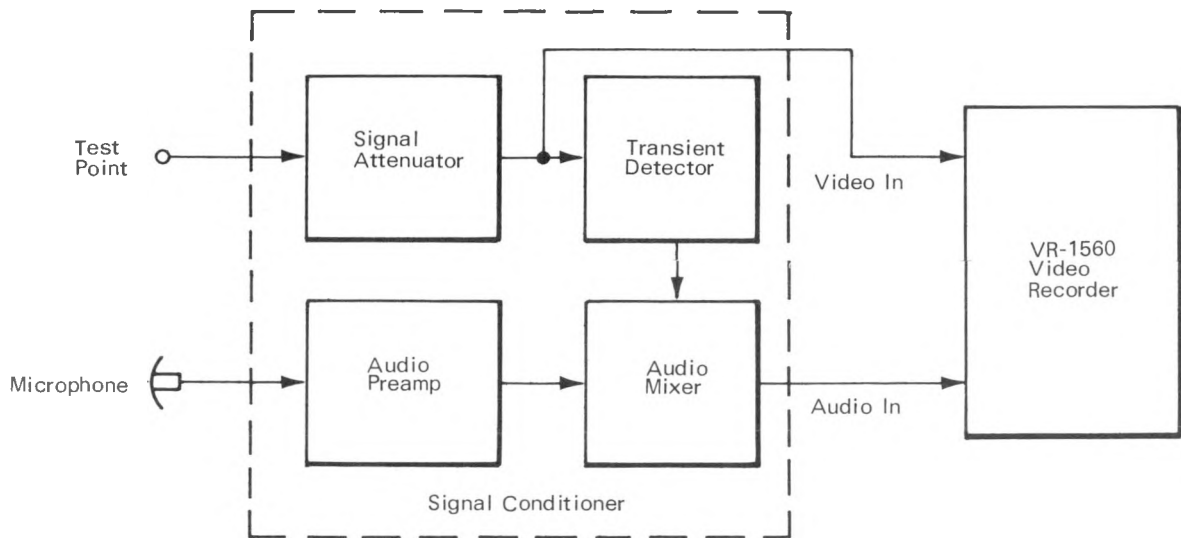 Test
Point
Signal
Attenuator
Transient
Detector
Video In
VR-1560
Video
Recorder
Microphone
Audio
Preamp
Audio
Mixer
Audio In
Signal Conditioner